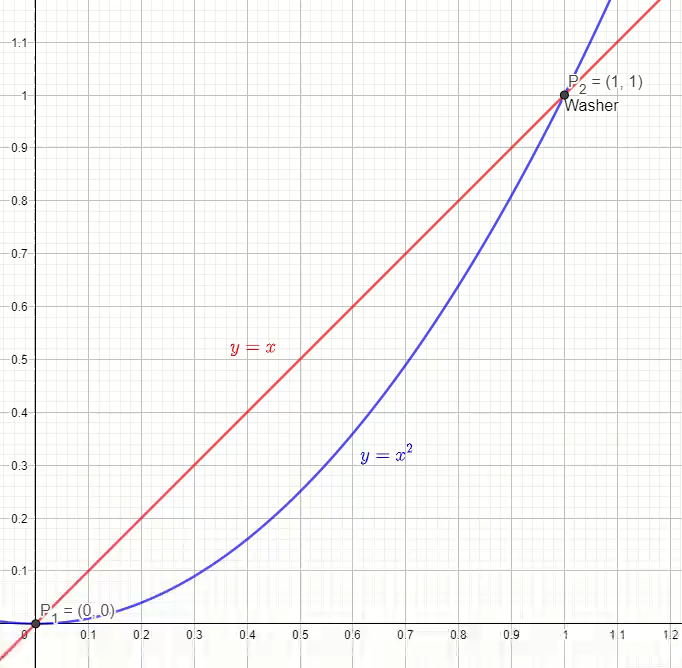 1.1
P₂ = (1, 1)
1
Washer
0.9
0.8
0.7
0.6
y = x
0.5
0.4
y = x²
0.3
0.2
0.1
P₁ = (0, 0)
0 0.1 0.2 0.3 0.4 0.5 0.6 0.7 0.8 0.9 1 1.1 1.2